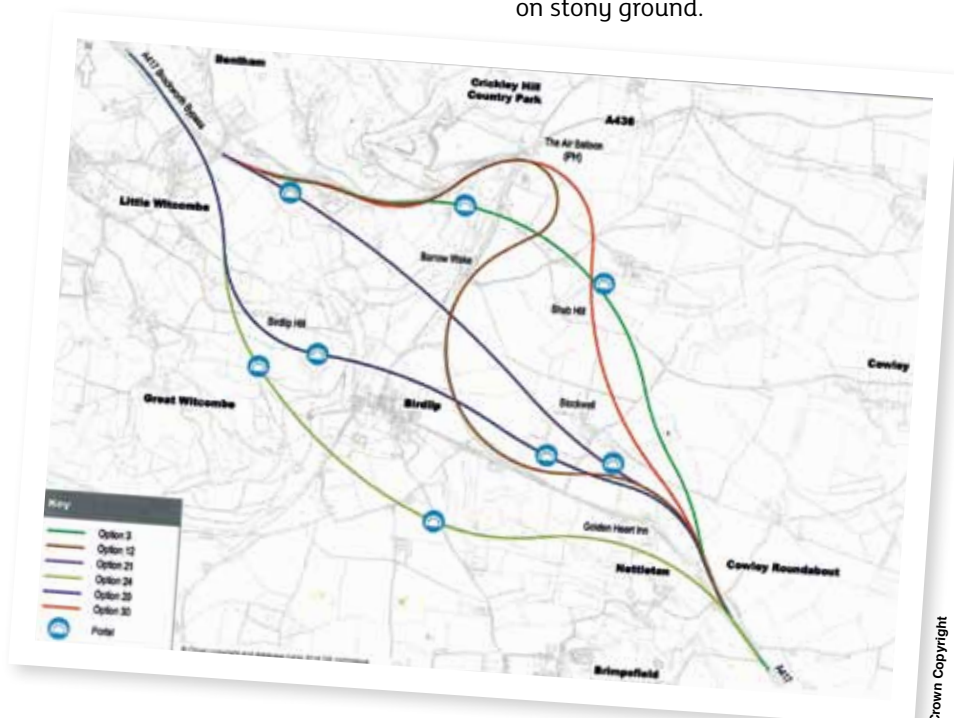 on stony ground.
N
A417 Brockworth Bypass
Bentham
Crickley Hill
Country Park
A436
The Air Balloon
(PH)
Little Witcombe
Barrow Wake
Shab Hill
Birdlip Hill
Cowley
Great Witcombe
Birdlip
Stockwell
Golden Heart Inn
Nettleton
Cowley Roundabout
Brimpsfield
A417
Key
Option 3
Option 12
Option 21
Option 24
Option 29
Option 30
Portal
Crown Copyright